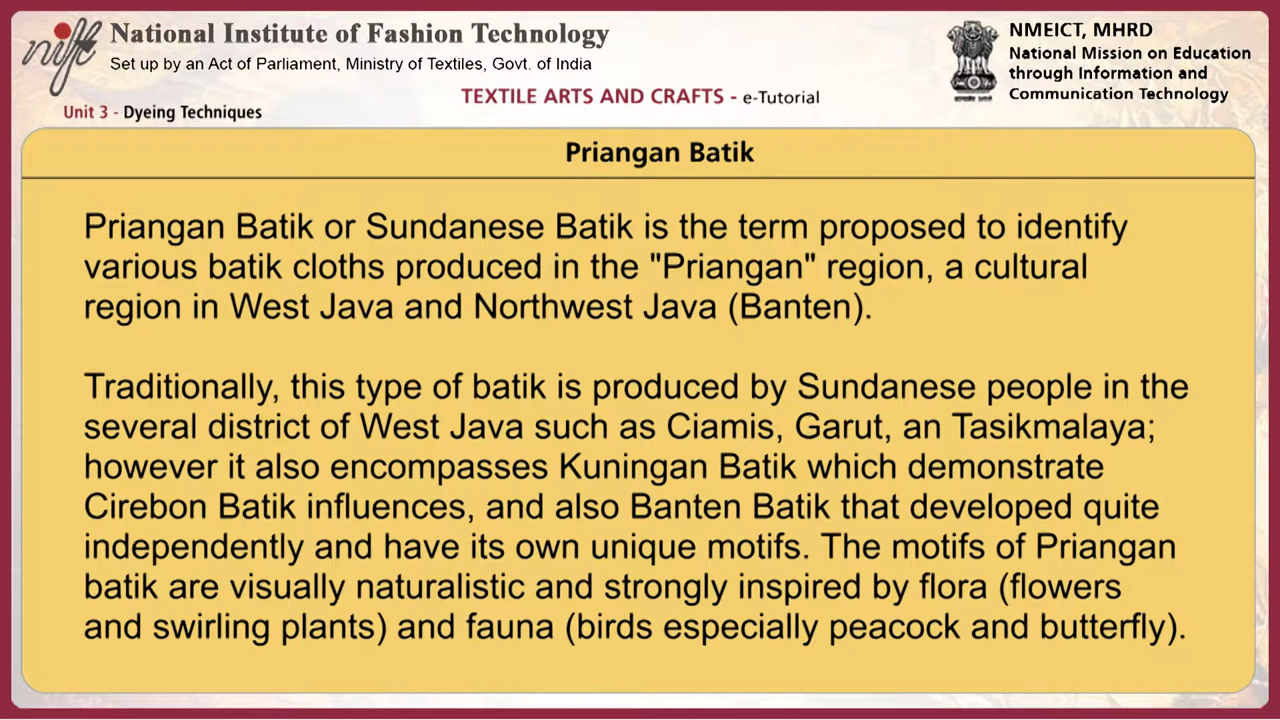 nift
National Institute of Fashion Technology
Set up by an Act of Parliament, Ministry of Textiles, Govt. of India
NMEICT, MHRD
National Mission on Education
through Information and
Communication Technology
TEXTILE ARTS AND CRAFTS - e-Tutorial
Unit 3 - Dyeing Techniques
Priangan Batik
Priangan Batik or Sundanese Batik is the term proposed to identify
various batik cloths produced in the "Priangan" region, a cultural
region in West Java and Northwest Java (Banten).
Traditionally, this type of batik is produced by Sundanese people in the
several district of West Java such as Ciamis, Garut, an Tasikmalaya;
however it also encompasses Kuningan Batik which demonstrate
Cirebon Batik influences, and also Banten Batik that developed quite
independently and have its own unique motifs. The motifs of Priangan
batik are visually naturalistic and strongly inspired by flora (flowers
and swirling plants) and fauna (birds especially peacock and butterfly).